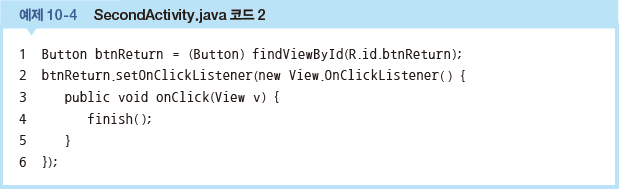 예제 10-4 SecondActivity.java 코드 2
1 Button btnReturn = (Button) findViewById(R.id.btnReturn);
2 btnReturn.setOnClickListener(new View.OnClickListener() {
3 public void onClick(View v) {
4 finish();
5 }
6 });